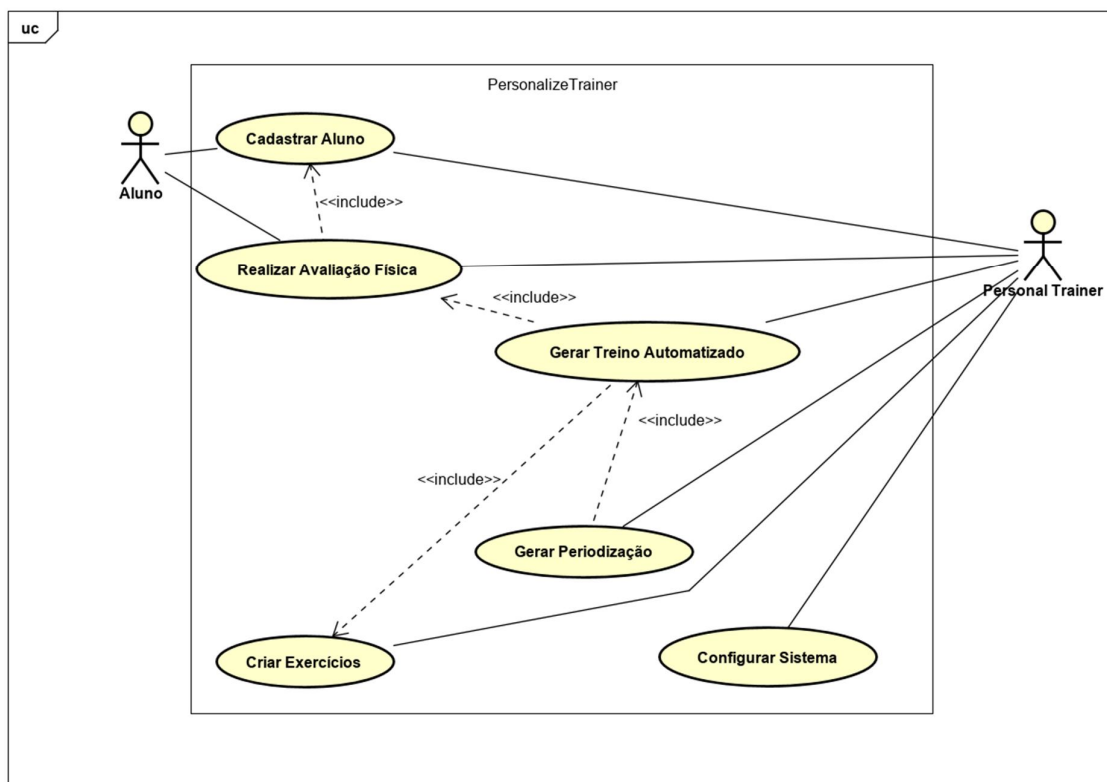 uc
PersonalizeTrainer
Cadastrar Aluno
Aluno
<<include>>
Realizar Avaliação Física
Personal Trainer
<<include>>
Gerar Treino Automatizado
<<include>>
<<include>>
Gerar Periodização
Criar Exercícios
Configurar Sistema